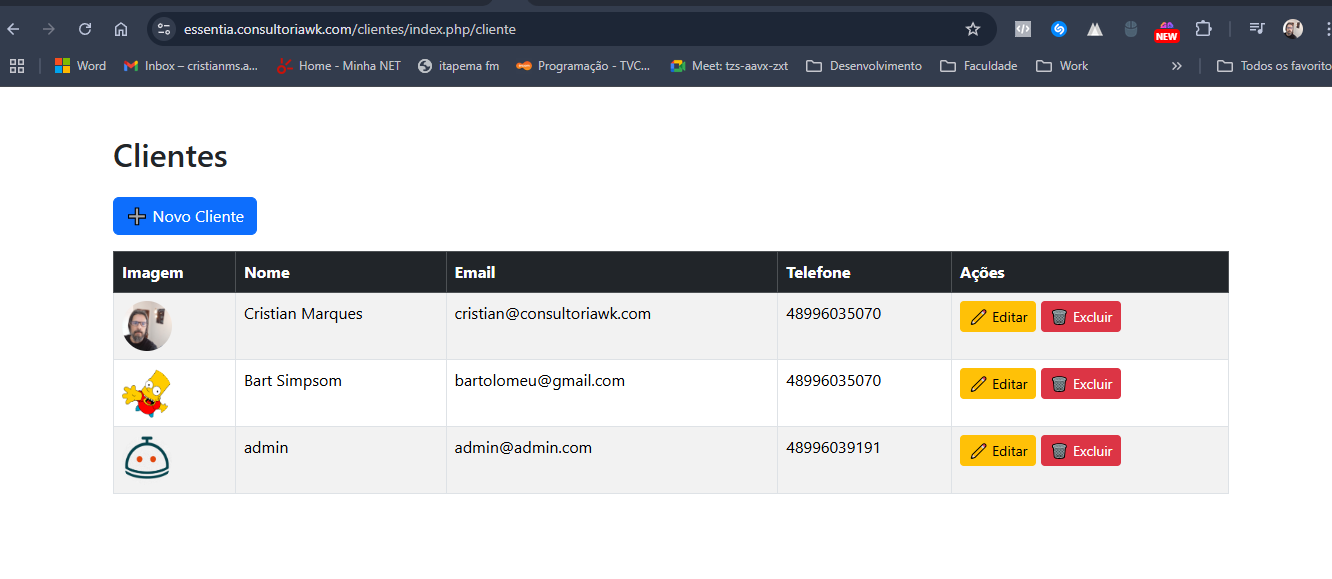 essentia.consultoriawk.com/clientes/index.php/cliente
NEW
Word Inbox – cristianms.a... Home - Minha NET itapema fm Programação - TVC... Meet: tzs-aavx-zxt Desenvolvimento Faculdade Work » Todos os favorito
Clientes
Novo Cliente
Imagem Nome Email Telefone Ações
Cristian Marques cristian@consultoriawk.com 48996035070 Editar Excluir
Bart Simpsom bartolomeu@gmail.com 48996035070 Editar Excluir
admin admin@admin.com 48996039191 Editar Excluir